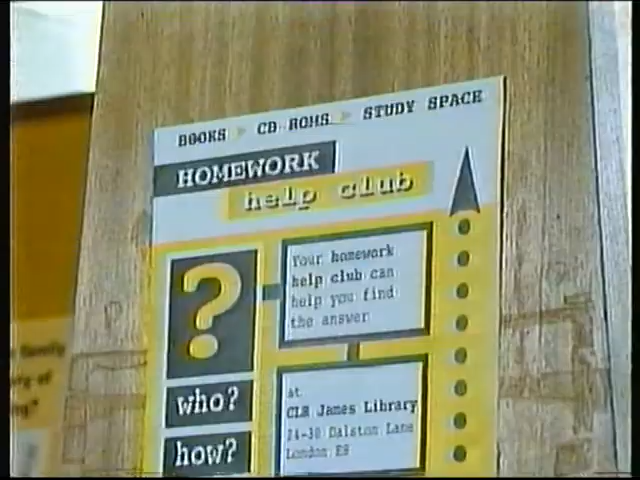 BOOKS CD ROMS STUDY SPACE
HOMEWORK
help club
?
Your homework
help club can
help you find
the answer
who?
how?
at
CLR James Library
24-30 Dalston Lane
London E8
family